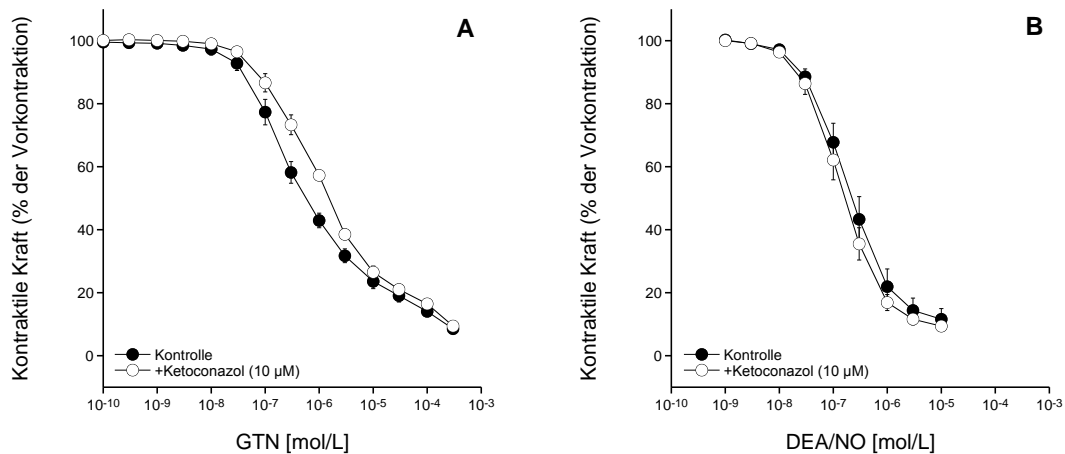 A
Kontraktile Kraft (% der Vorkontraktion)
100
80
60
40
20
0
Kontrolle
+Ketoconazol (10 µM)
10-10 10-9 10-8 10-7 10-6 10-5 10-4 10-3
GTN [mol/L]
B
Kontraktile Kraft (% der Vorkontraktion)
100
80
60
40
20
0
Kontrolle
+Ketoconazol (10 µM)
10-10 10-9 10-8 10-7 10-6 10-5 10-4 10-3
DEA/NO [mol/L]